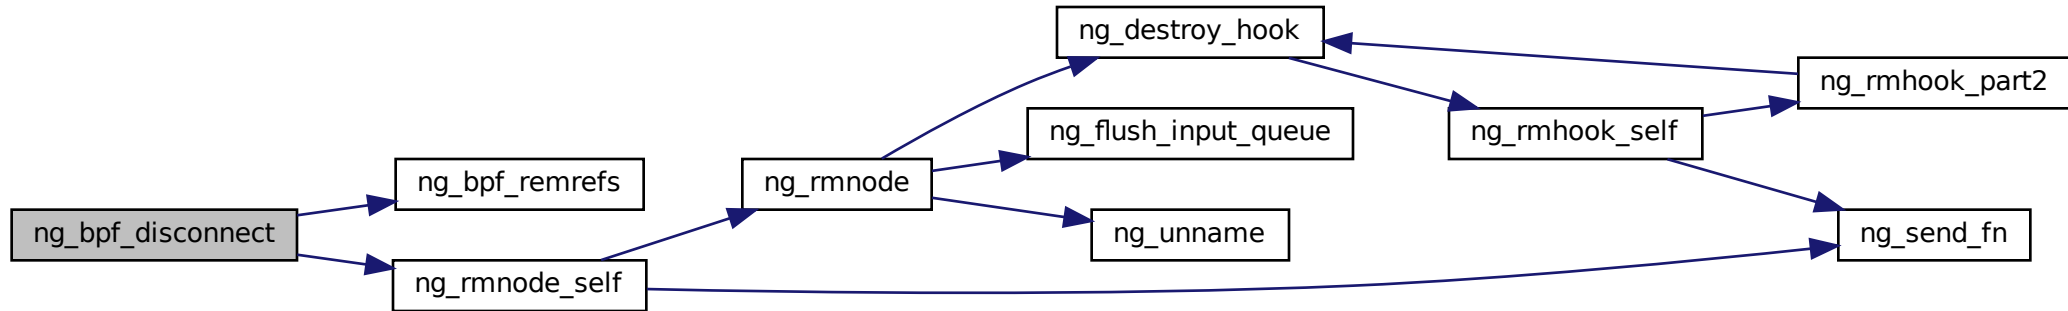 ng_destroy_hook
ng_rmhook_part2
ng_flush_input_queue
ng_rmhook_self
ng_bpf_remrefs
ng_rmnode
ng_bpf_disconnect
ng_unname
ng_send_fn
ng_rmnode_self